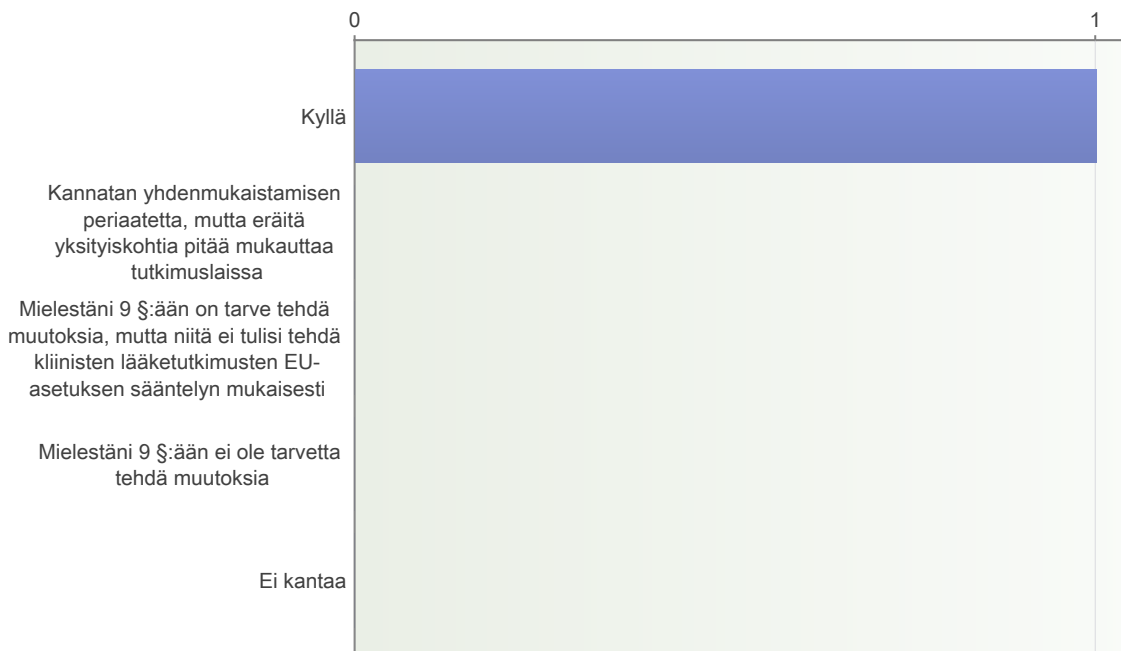 0
1
Kyllä
Kannatan yhdenmukaistamisen
periaatetta, mutta eräitä
yksityiskohtia pitää mukauttaa
tutkimuslaissa
Mielestäni 9 §:ään on tarve tehdä
muutoksia, mutta niitä ei tulisi tehdä
kliinisten lääketutkimusten EU-
asetuksen sääntelyn mukaisesti
Mielestäni 9 §:ään ei ole tarvetta
tehdä muutoksia
Ei kantaa